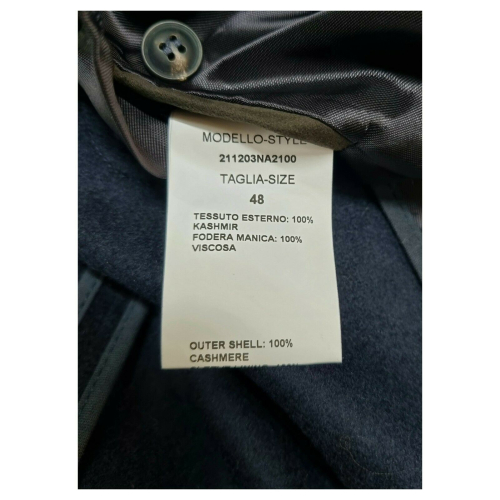 MODELLO-STYLE
211203NA2100
TAGLIA-SIZE
48
TESSUTO ESTERNO: 100%
KASHMIR
FODERA MANICA: 100%
VISCOSA
OUTER SHELL: 100%
CASHMERE